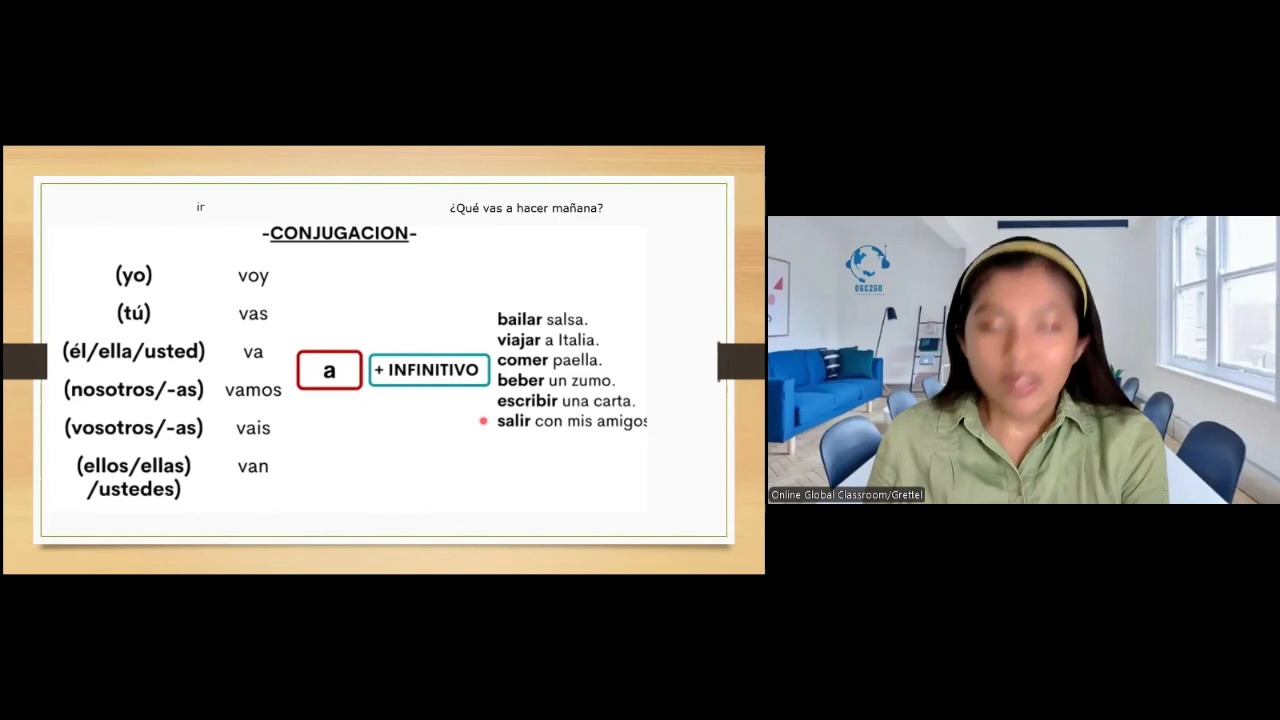 ir
¿Qué vas a hacer mañana?
-CONJUGACION-
(yo) voy
(tú) vas
(él/ella/usted) va
(nosotros/-as) vamos
(vosotros/-as) vais
(ellos/ellas) van
/ustedes)
a
+ INFINITIVO
bailar salsa.
viajar a Italia.
comer paella.
beber un zumo.
escribir una carta.
salir con mis amigos
OGC2GO
Online Global Classroom/Grettel